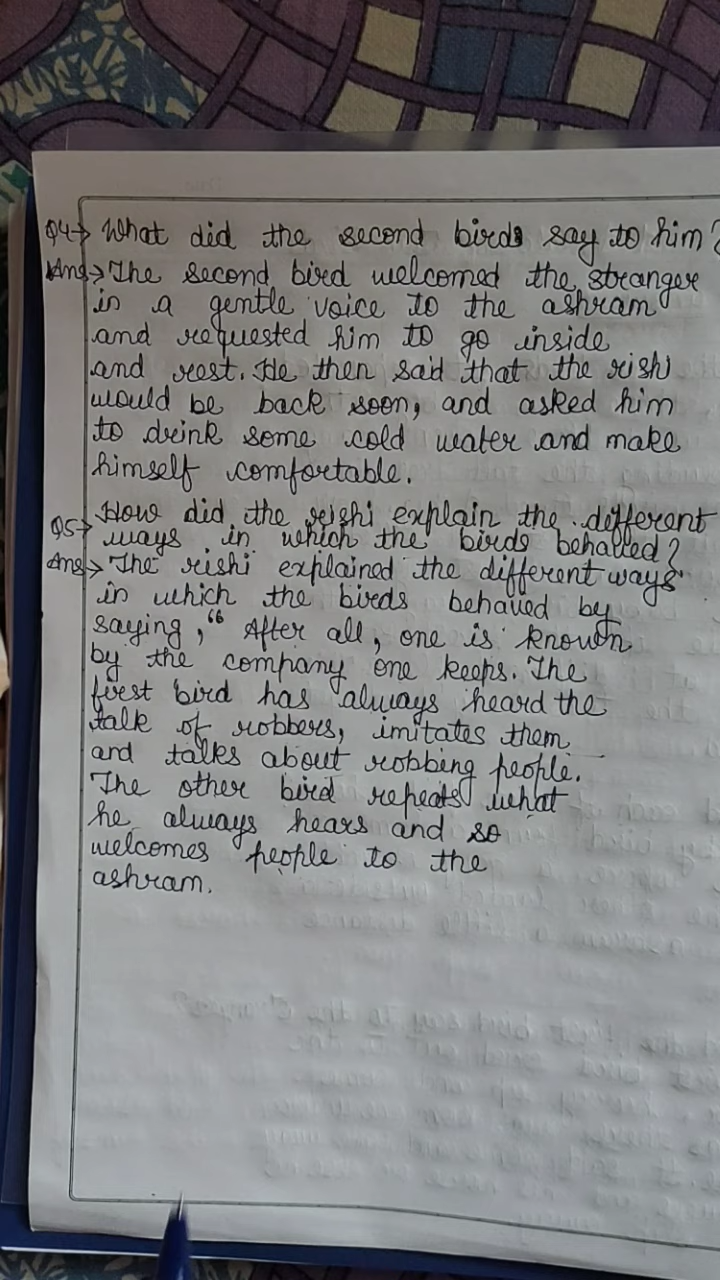 Q4→ What did the second birds say to him?
Ans→ The second bird welcomed the stranger
in a gentle voice to the ashram
and requested him to go inside
and rest. He then said that the rishi
would be back soon, and asked him
to drink some cold water and make
himself comfortable.
Q5→ How did the rishi explain the different
ways in which the birds behaved?
Ans→ The rishi explained the different ways
in which the birds behaved by
saying, “ After all, one is known
by the company one keeps. The
first bird has always heard the
talk of robbers, imitates them
and talks about robbing people.
The other bird repeats what
he always hears and so
welcomes people to the
ashram.